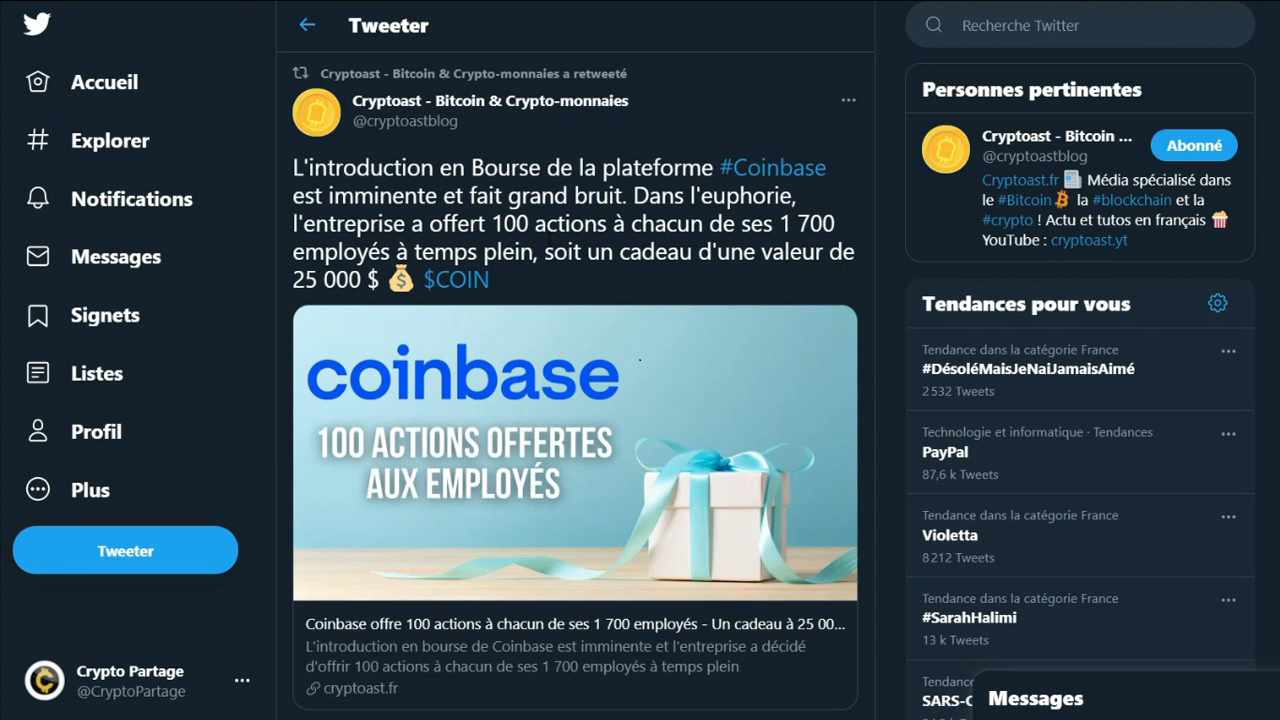 Accueil
Explorer
Notifications
Messages
Signets
Listes
Profil
Plus
Tweeter
Crypto Partage
@CryptoPartage
Tweeter
Cryptoast - Bitcoin & Crypto-monnaies a retweeté
Cryptoast - Bitcoin & Crypto-monnaies
@cryptoastblog
L'introduction en Bourse de la plateforme #Coinbase
est imminente et fait grand bruit. Dans l'euphorie,
l'entreprise a offert 100 actions à chacun de ses 1 700
employés à temps plein, soit un cadeau d'une valeur de
25 000 $ 💰 $COIN
coinbase
100 ACTIONS OFFERTES
AUX EMPLOYÉS
Coinbase offre 100 actions à chacun de ses 1 700 employés - Un cadeau à 25 00...
L'introduction en bourse de Coinbase est imminente et l'entreprise a décidé
d'offrir 100 actions à chacun de ses 1 700 employés à temps plein
cryptoast.fr
Recherche Twitter
Personnes pertinentes
Cryptoast - Bitcoin ...
Abonné
@cryptoastblog
Cryptoast.fr 📰 Média spécialisé dans
le #Bitcoin la #blockchain et la
#crypto ! Actu et tutos en français 🍿
YouTube : cryptoast.yt
Tendances pour vous
Tendance dans la catégorie France
#DésoléMaisJeNaiJamaisAimé
2 532 Tweets
Technologie et informatique · Tendances
PayPal
87,6 k Tweets
Tendance dans la catégorie France
Violetta
8 212 Tweets
Tendance dans la catégorie France
#SarahHalimi
13 k Tweets
Tendance
SARS-C
Messages